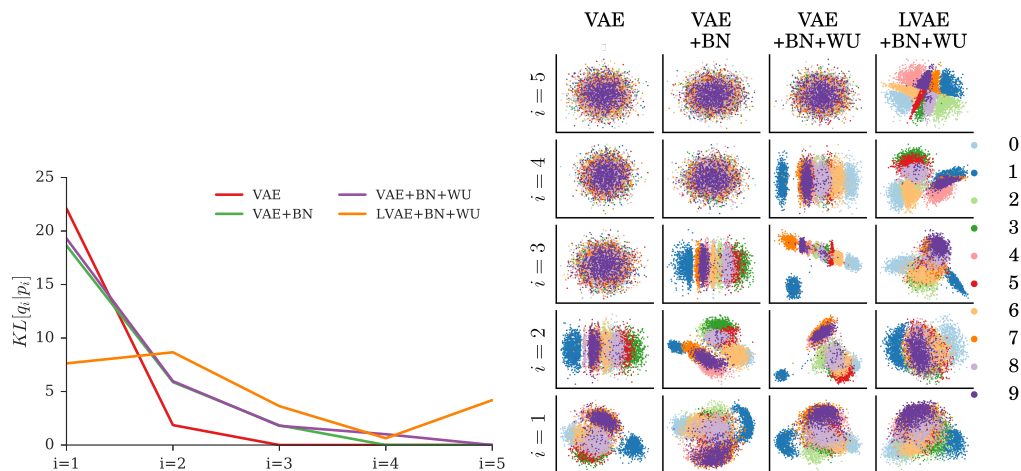 25
20
15
10
5
0
KL[q_i|p_i]
VAE
VAE+BN
VAE+BN+WU
LVAE+BN+WU
i=1
i=2
i=3
i=4
i=5
VAE
VAE
+BN
VAE
+BN+WU
LVAE
+BN+WU
i = 5
i = 4
i = 3
i = 2
i = 1
0
1
2
3
4
5
6
7
8
9